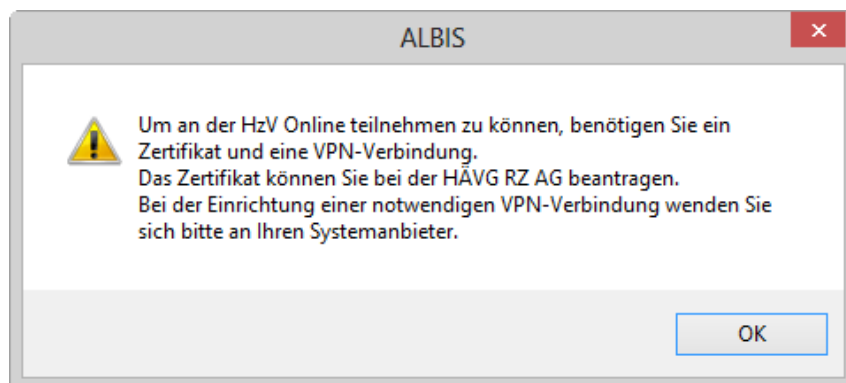 ALBIS
Um an der HzV Online teilnehmen zu können, benötigen Sie ein
Zertifikat und eine VPN-Verbindung.
Das Zertifikat können Sie bei der HÄVG RZ AG beantragen.
Bei der Einrichtung einer notwendigen VPN-Verbindung wenden Sie
sich bitte an Ihren Systemanbieter.
OK